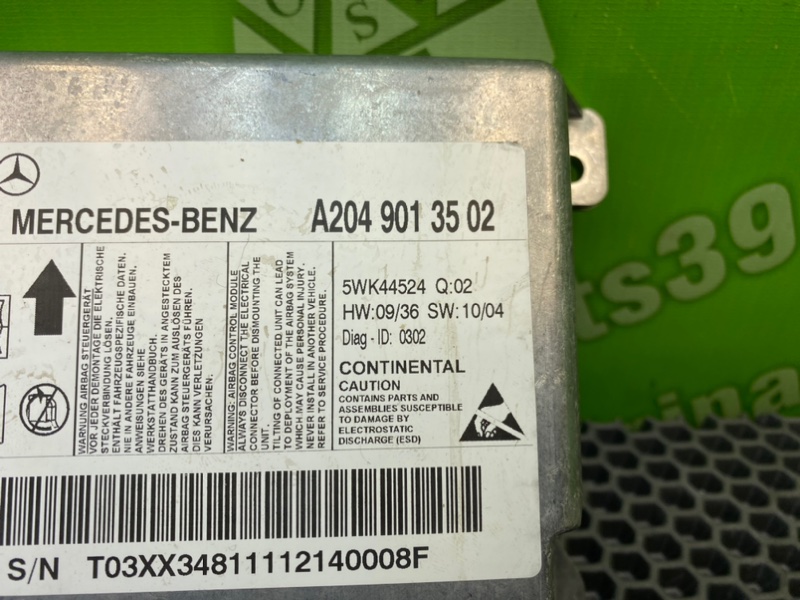 OS
MERCEDES-BENZ A204 901 35 02
WARNUNG AIRBAG STEUERGERÄT
VOR JEDER DEMONTAGE DIE ELEKTRISCHE
STECKVERBINDUNG LÖSEN.
ENTHÄLT FAHRZEUGSPEZIFISCHE DATEN.
NIE IN ANDERE FAHRZEUGE EINBAUEN.
ANWEISUNGEN SIEHE
WERKSTATTHANDBUCH.
DREHEN DES GERÄTS IN ANGESTECKTEM
ZUSTAND KANN ZUM AUSLÖSEN DES
AIRBAG STEUERGERÄTS FÜHREN.
DIES KANN VERLETZUNGEN
VERURSACHEN.
WARNING: AIRBAG CONTROL MODULE
ALWAYS DISCONNECT THE ELECTRICAL
CONNECTOR BEFORE DISMOUNTING THE
UNIT.
TILTING OF CONNECTED UNIT CAN LEAD
TO DEPLOYMENT OF THE AIRBAG SYSTEM
WHICH MAY CAUSE PERSONAL INJURY.
NEVER INSTALL IN ANOTHER VEHICLE.
REFER TO SERVICE PROCEDURE.
5WK44524 Q:02
HW:09/36 SW:10/04
Diag - ID: 0302
CONTINENTAL
CAUTION
CONTAINS PARTS AND
ASSEMBLIES SUSCEPTIBLE
TO DAMAGE BY
ELECTROSTATIC
DISCHARGE (ESD)
S/N T03XX34811112140008F
ts39